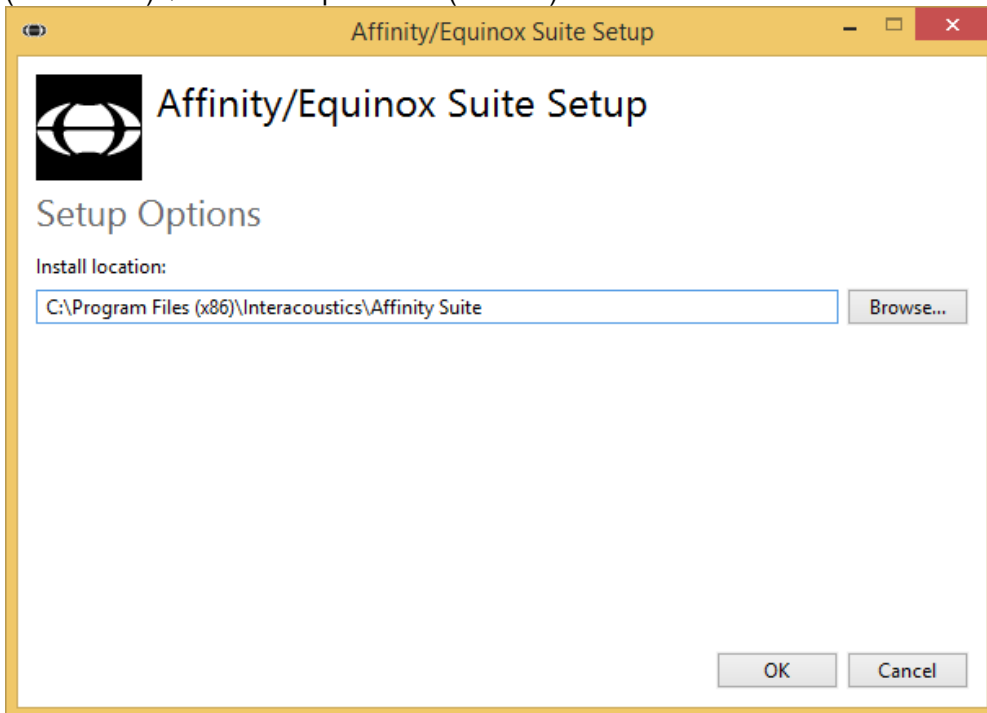 Affinity/Equinox Suite Setup
Affinity/Equinox Suite Setup
Setup Options
Install location:
C:\Program Files (x86)\Interacoustics\Affinity Suite
Browse...
OK
Cancel